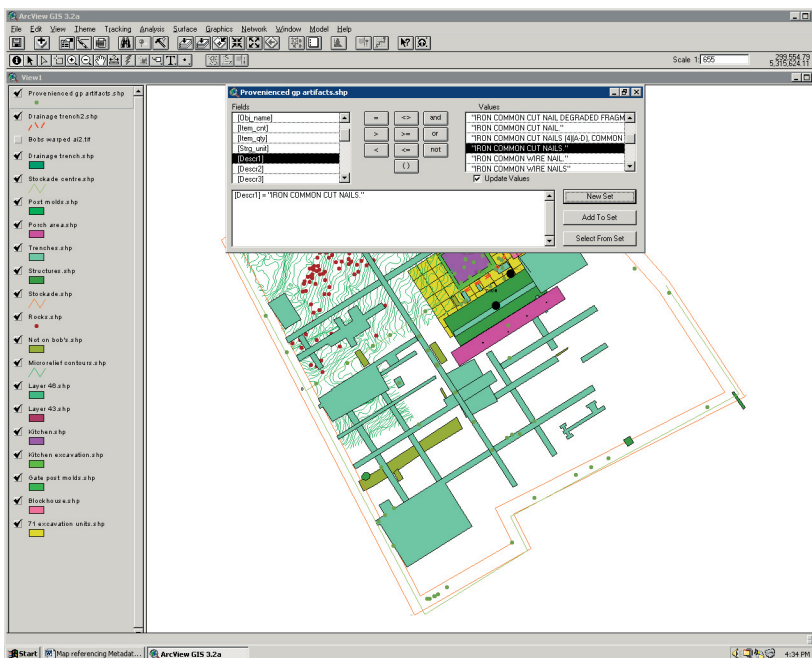 ArcView GIS 3.2a
File Edit View Theme Tracking Analysis Surface Graphics Network Window Model Help
Scale 1: 655
299,554.79
5,315,624.11
View1
Provenienced gp artifacts.shp
Drainage trench2.shp
Bobs warped ai2.tif
Drainage trench.shp
Stockade centre.shp
Post molds.shp
Porch area.shp
Trenches.shp
Structures.shp
Stockade.shp
Rocks.shp
Not on bob's.shp
Microrelief contours.shp
Layer 46.shp
Layer 43.shp
Kitchen.shp
Kitchen excavation.shp
Gate post molds.shp
Blockhouse.shp
71 excavation units.shp
Provenienced gp artifacts.shp
Fields
[Obj_name]
[Item_cnt]
[Item_qty]
[Strg_unit]
[Descr1]
[Descr2]
[Descr3]
= <> and
> >= or
< <= not
( )
Values
"IRON COMMON CUT NAIL DEGRADED FRAGM
"IRON COMMON CUT NAIL."
"IRON COMMON CUT NAILS (4)(A-D), COMMON
"IRON COMMON CUT NAILS."
"IRON COMMON WIRE NAIL."
"IRON COMMON WIRE NAILS"
Update Values
[Descr1] = "IRON COMMON CUT NAILS."
New Set
Add To Set
Select From Set
Start
Map referencing Metadat...
ArcView GIS 3.2a
4:34 PM